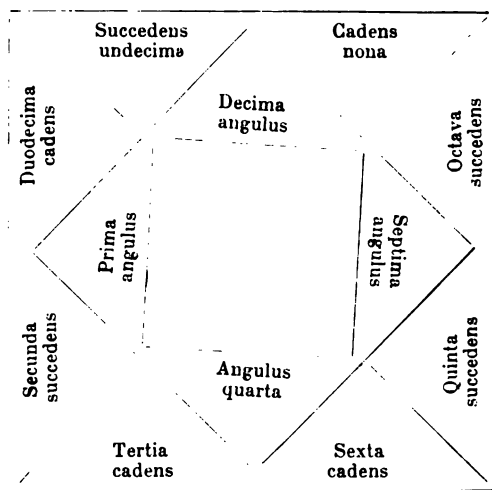 Succedens
undecima
Cadens
nona
Duodecima
cadens
Decima
angulus
Octava
succedens
Prima
angulus
Septima
angulus
Secunda
succedens
Angulus
quarta
Quinta
succedens
Tertia
cadens
Sexta
cadens